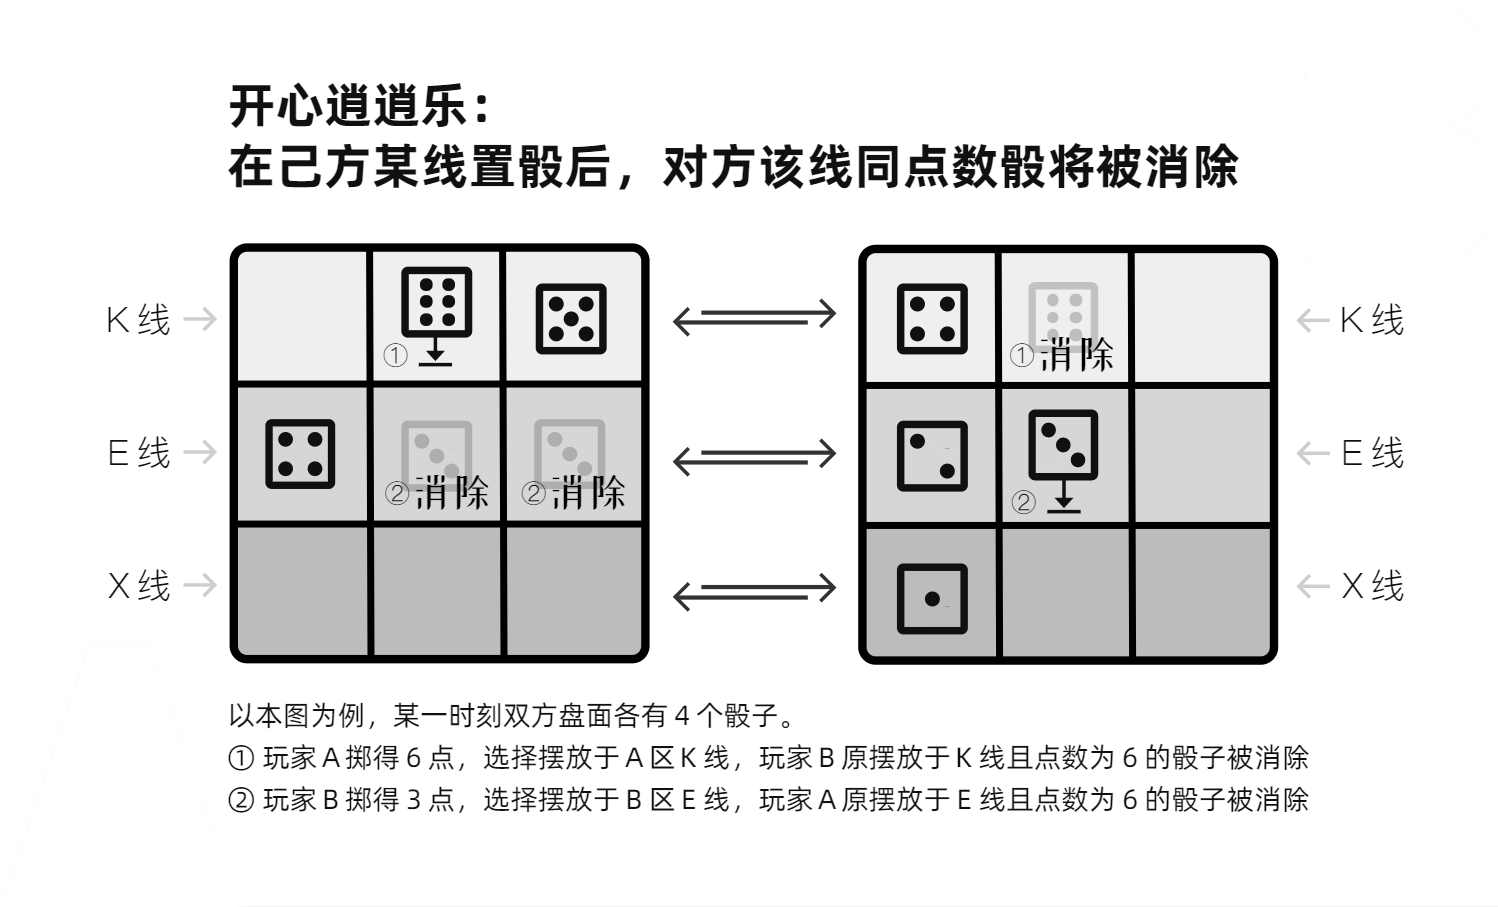 开心逍逍乐：
在己方某线置骰后，对方该线同点数骰将被消除
K 线
E 线
X 线
①
② 消除
② 消除
① 消除
②
K 线
E 线
X 线
以本图为例，某一时刻双方盘面各有 4 个骰子。
① 玩家 A 掷得 6 点，选择摆放于 A 区 K 线，玩家 B 原摆放于 K 线且点数为 6 的骰子被消除
② 玩家 B 掷得 3 点，选择摆放于 B 区 E 线，玩家 A 原摆放于 E 线且点数为 6 的骰子被消除